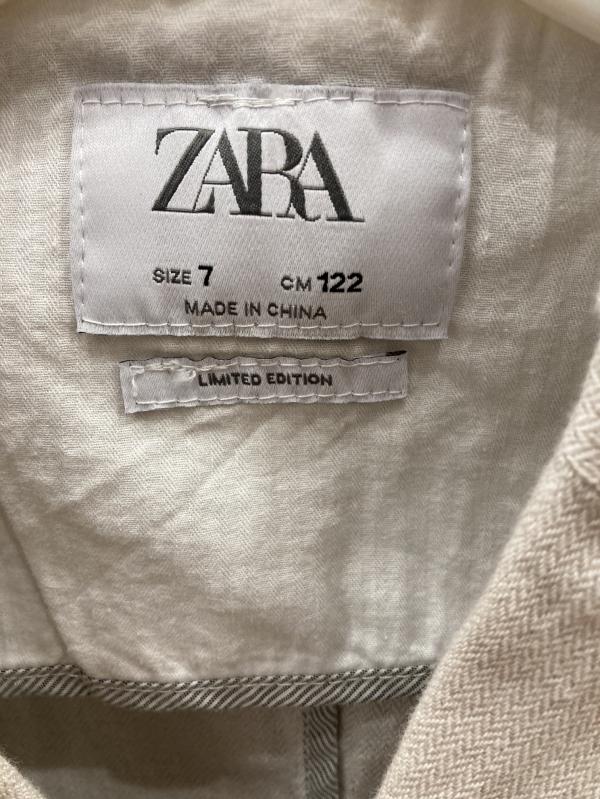 ZARA
SIZE 7 CM 122
MADE IN CHINA
LIMITED EDITION